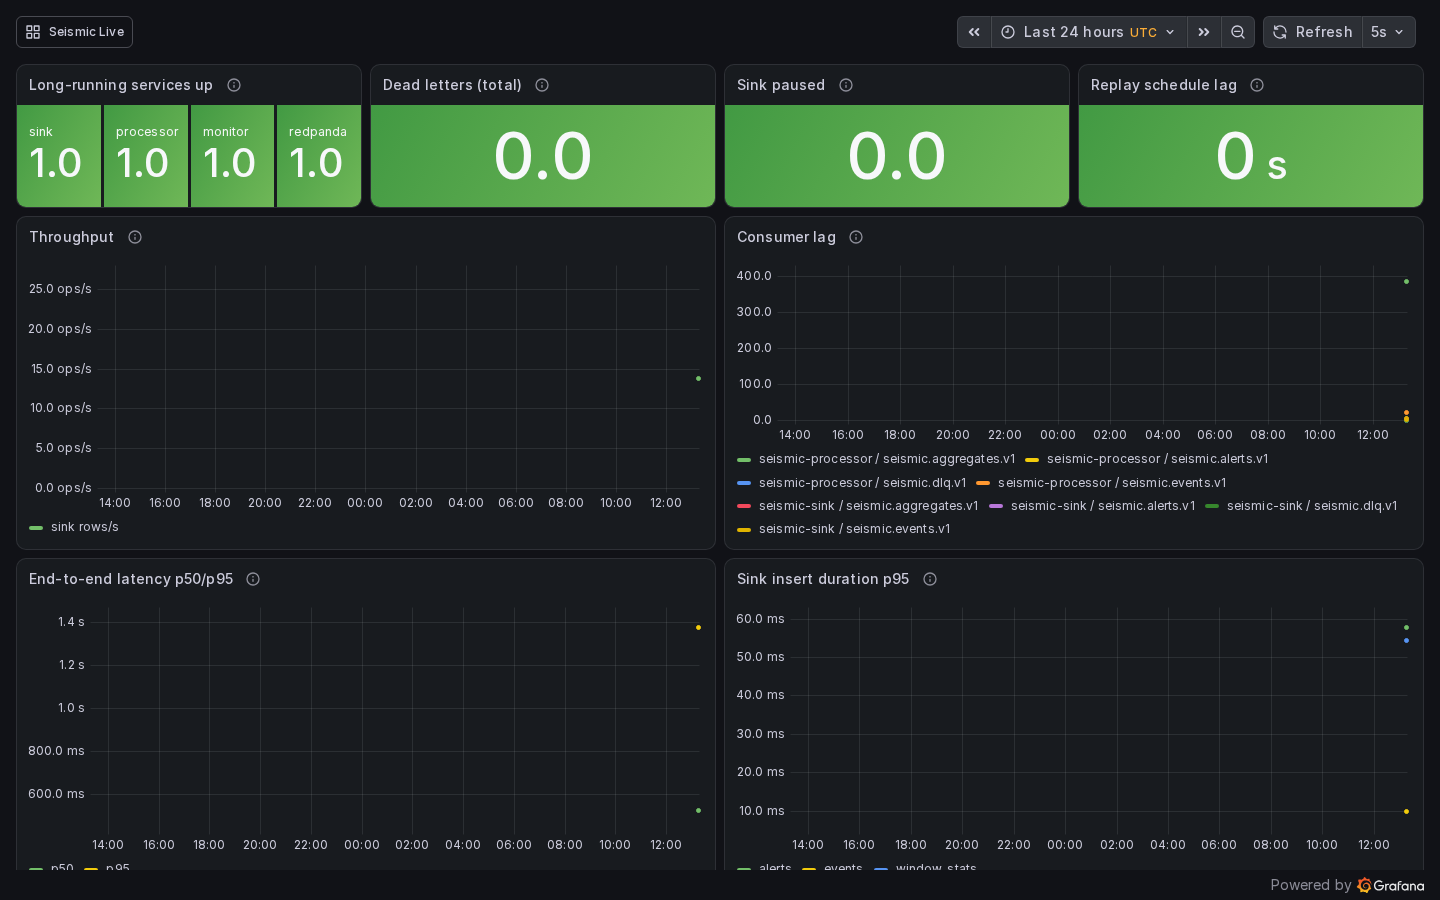 Seismic Live
Last 24 hours UTC
Refresh
5s
Long-running services up
sink
1.0
processor
1.0
monitor
1.0
redpanda
1.0
Dead letters (total)
0.0
Sink paused
0.0
Replay schedule lag
0 s
Throughput
25.0 ops/s
20.0 ops/s
15.0 ops/s
10.0 ops/s
5.0 ops/s
0.0 ops/s
14:00 16:00 18:00 20:00 22:00 00:00 02:00 04:00 06:00 08:00 10:00 12:00
sink rows/s
Consumer lag
400.0
300.0
200.0
100.0
0.0
14:00 16:00 18:00 20:00 22:00 00:00 02:00 04:00 06:00 08:00 10:00 12:00
seismic-processor / seismic.aggregates.v1 seismic-processor / seismic.alerts.v1
seismic-processor / seismic.dlq.v1 seismic-processor / seismic.events.v1
seismic-sink / seismic.aggregates.v1 seismic-sink / seismic.alerts.v1 seismic-sink / seismic.dlq.v1
seismic-sink / seismic.events.v1
End-to-end latency p50/p95
1.4 s
1.2 s
1.0 s
800.0 ms
600.0 ms
14:00 16:00 18:00 20:00 22:00 00:00 02:00 04:00 06:00 08:00 10:00 12:00
p50 p95
Sink insert duration p95
60.0 ms
50.0 ms
40.0 ms
30.0 ms
20.0 ms
10.0 ms
14:00 16:00 18:00 20:00 22:00 00:00 02:00 04:00 06:00 08:00 10:00 12:00
alerts events window_stats
Powered by Grafana